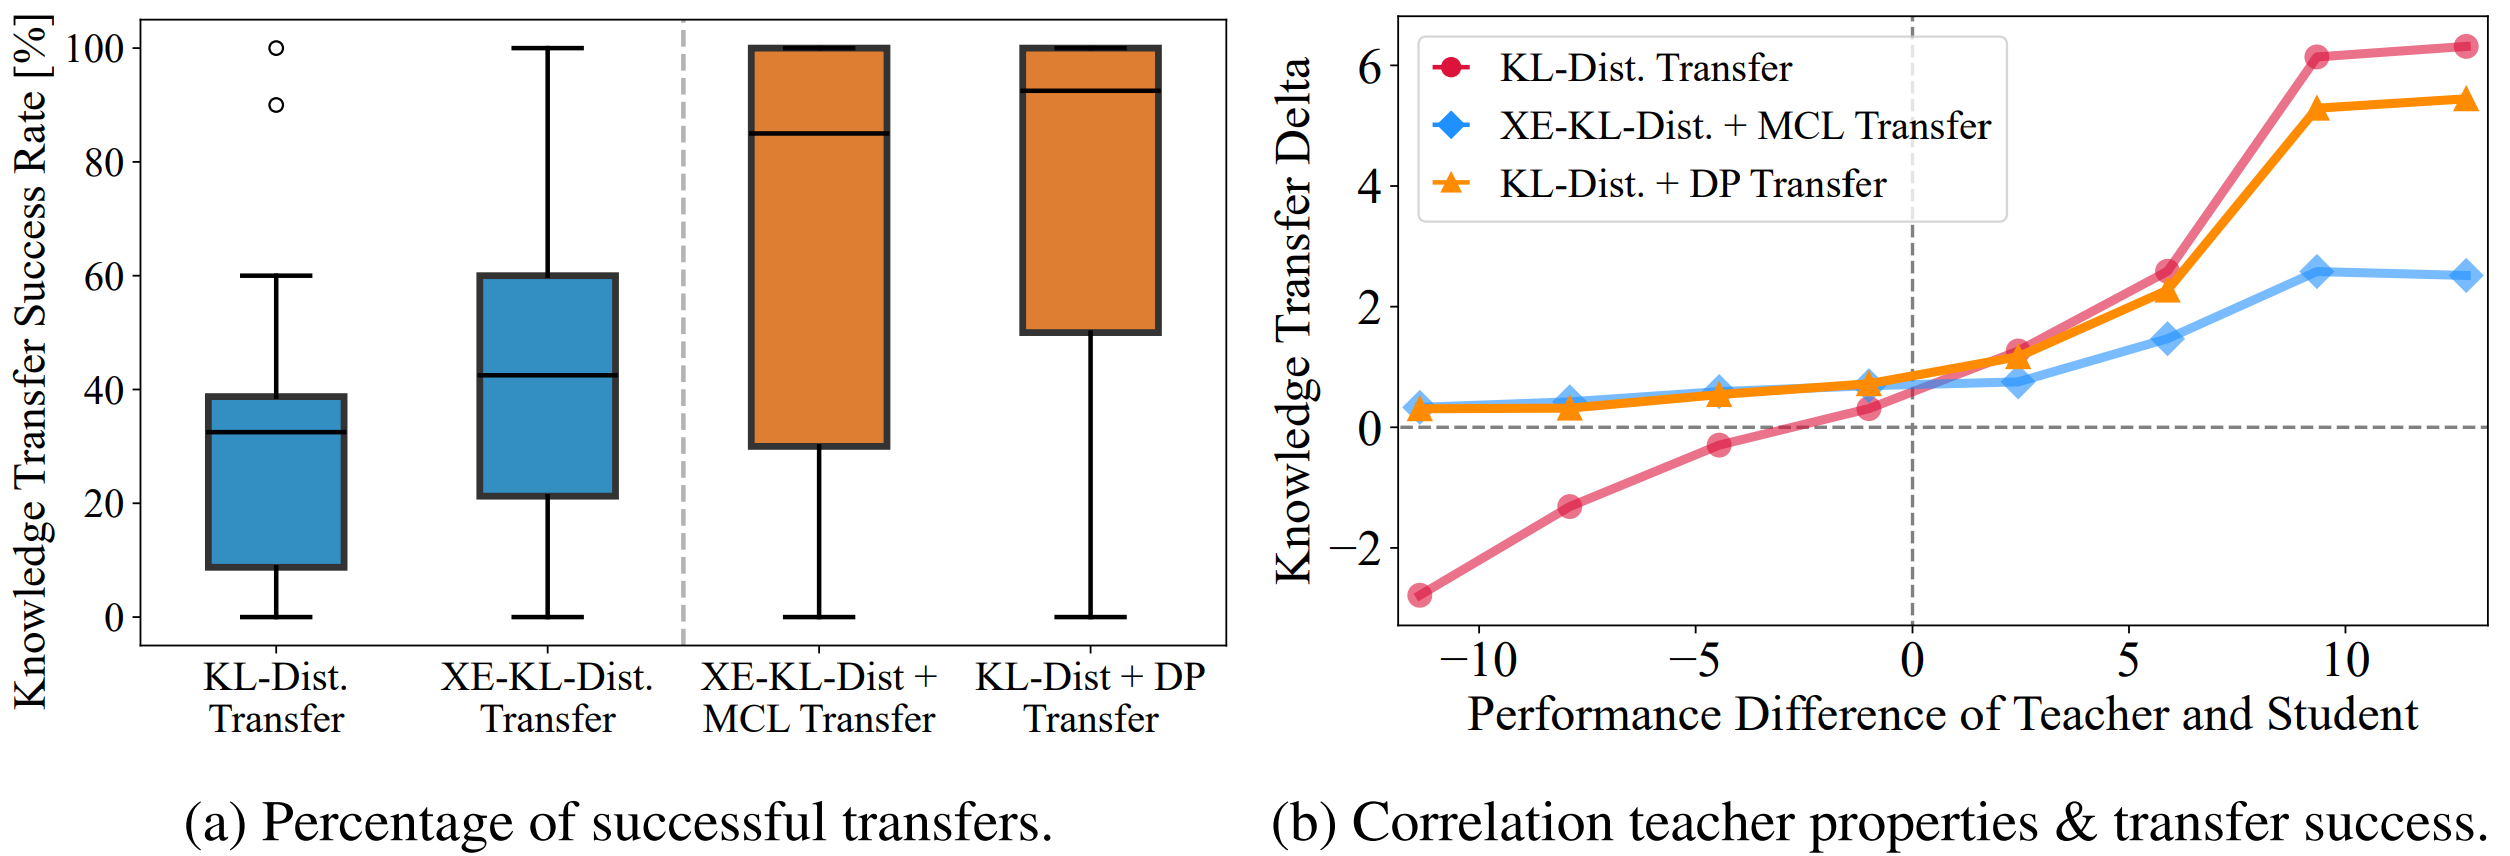 Knowledge Transfer Success Rate [%]
100
80
60
40
20
0
KL-Dist.
Transfer
XE-KL-Dist.
Transfer
XE-KL-Dist +
MCL Transfer
KL-Dist + DP
Transfer
(a) Percentage of successful transfers.
Knowledge Transfer Delta
6
4
2
0
−2
KL-Dist. Transfer
XE-KL-Dist. + MCL Transfer
KL-Dist. + DP Transfer
−10
−5
0
5
10
Performance Difference of Teacher and Student
(b) Correlation teacher properties & transfer success.